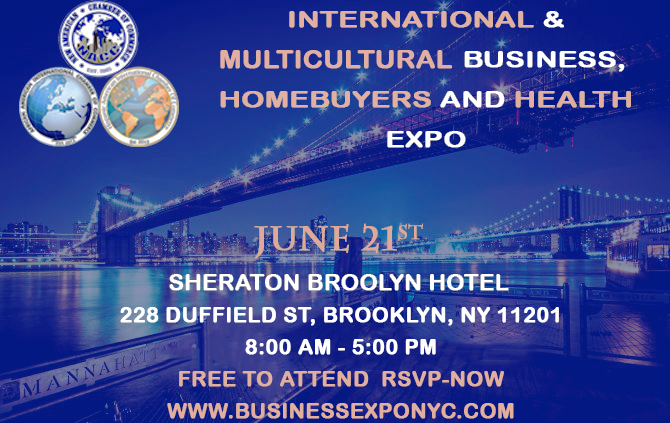 INTERNATIONAL &
MULTICULTURAL BUSINESS,
HOMEBUYERS AND HEALTH
EXPO
JUNE 21ST
SHERATON BROOLYN HOTEL
228 DUFFIELD ST, BROOKLYN, NY 11201
8:00 AM - 5:00 PM
FREE TO ATTEND RSVP-NOW
WWW.BUSINESSEXPONYC.COM
MANNAHATTA